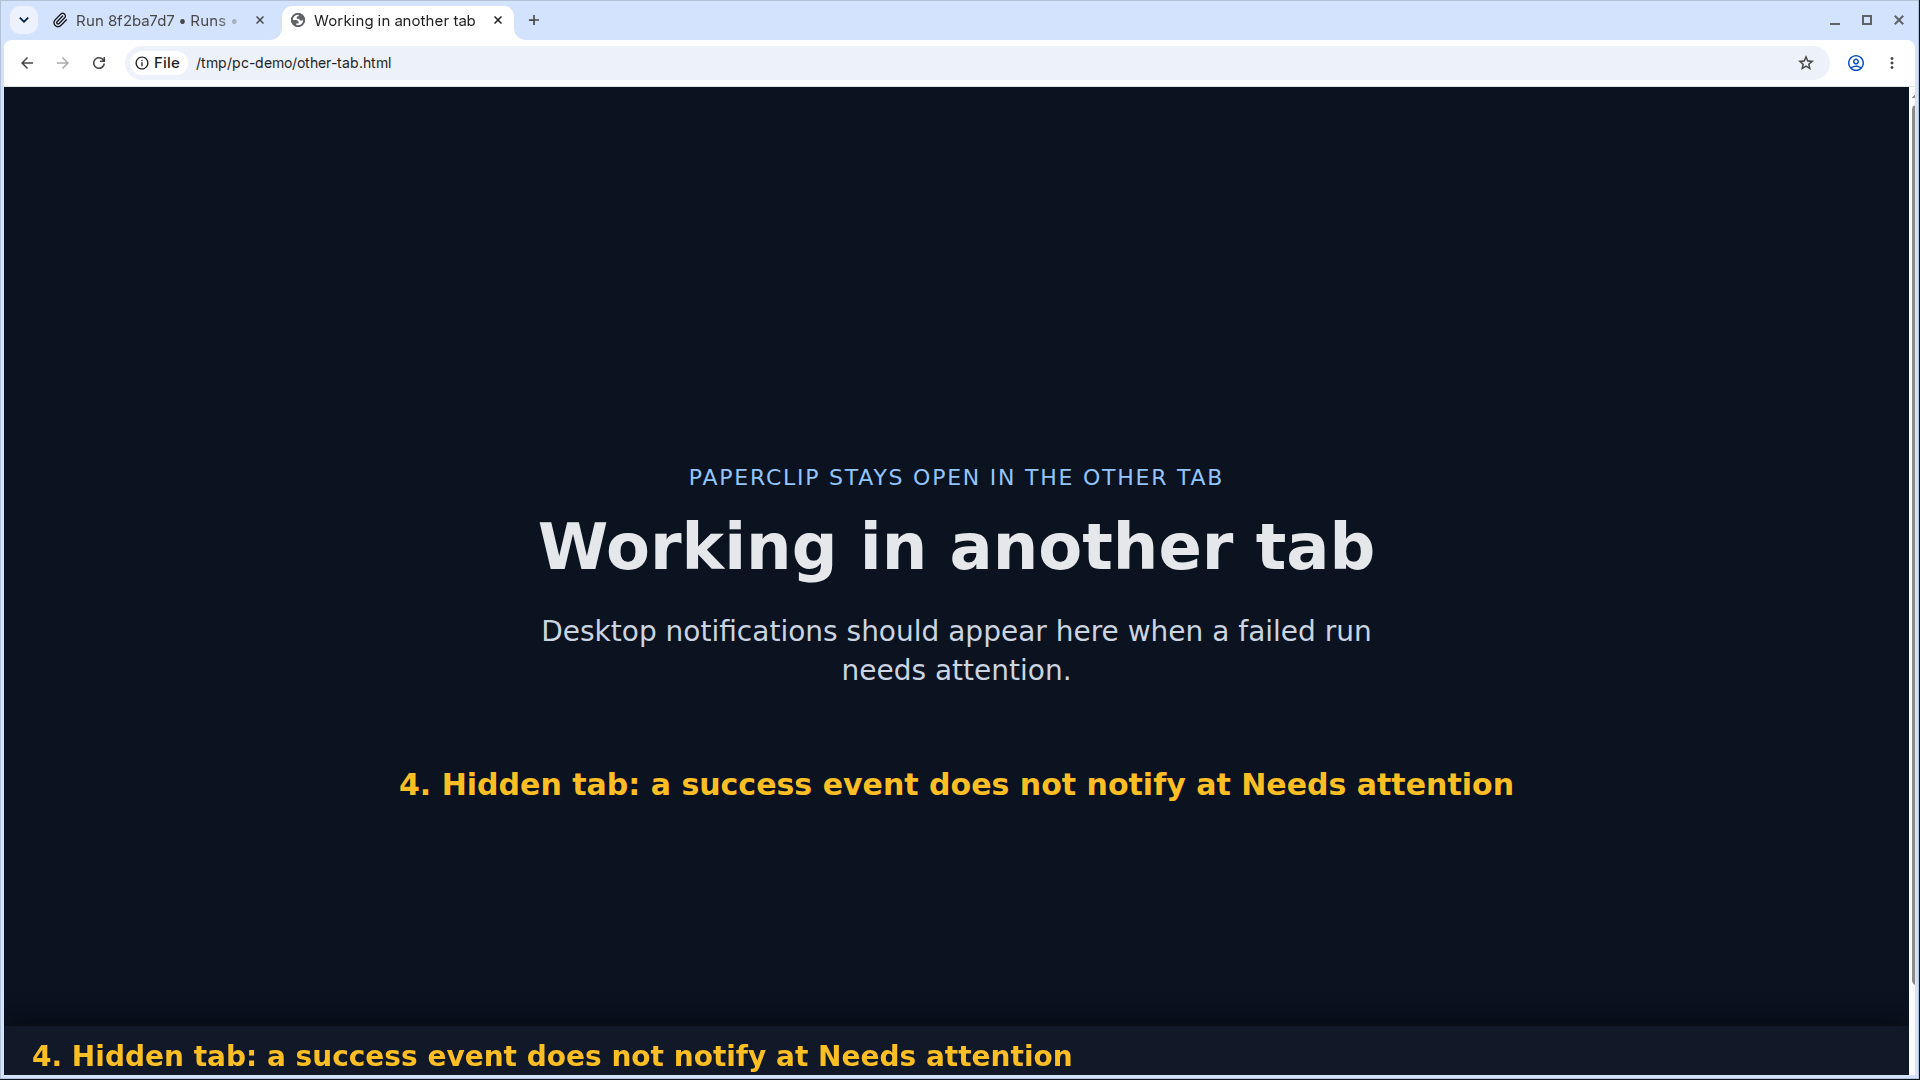 Run 8f2ba7d7 • Runs •
Working in another tab
File
/tmp/pc-demo/other-tab.html
PAPERCLIP STAYS OPEN IN THE OTHER TAB
Working in another tab
Desktop notifications should appear here when a failed run
needs attention.
4. Hidden tab: a success event does not notify at Needs attention
4. Hidden tab: a success event does not notify at Needs attention